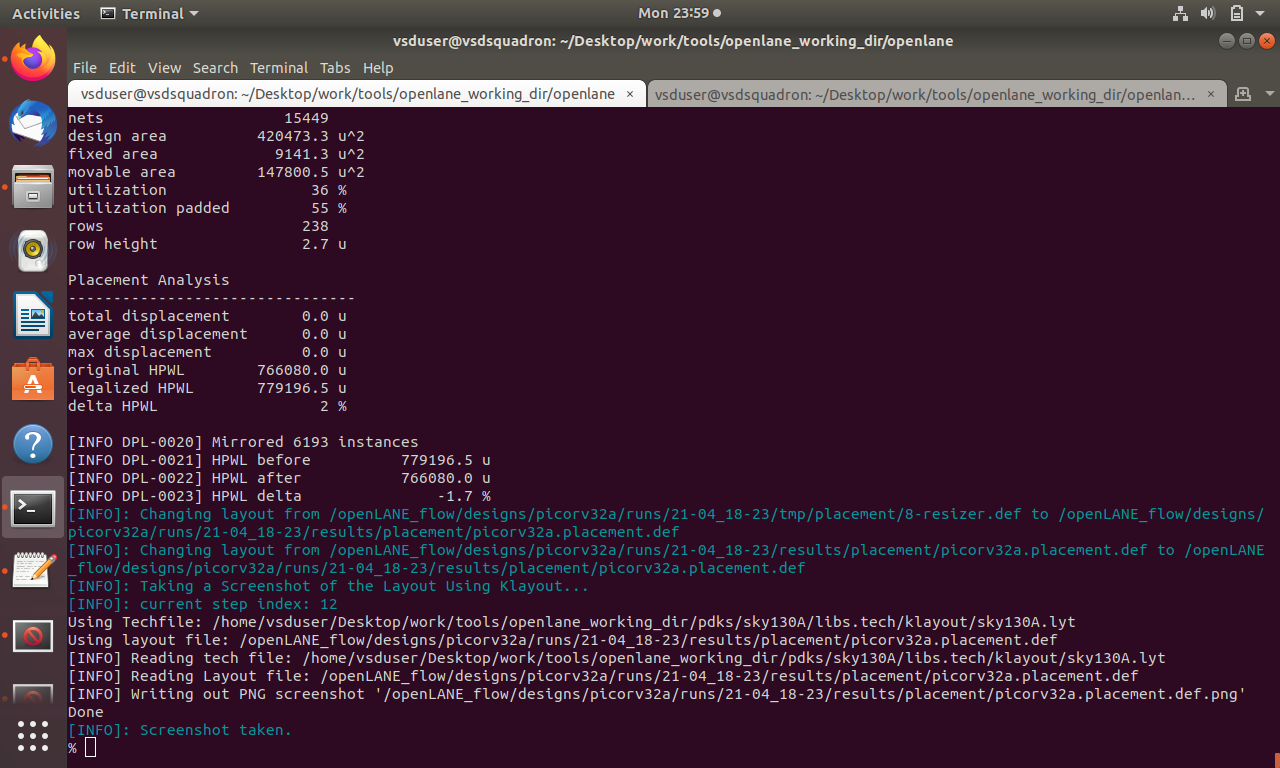 Activities Terminal Mon 23:59
vsduser@vsdsquadron: ~/Desktop/work/tools/openlane_working_dir/openlane
File Edit View Search Terminal Tabs Help
vsduser@vsdsquadron: ~/Desktop/work/tools/openlane_working_dir/openlane × vsduser@vsdsquadron: ~/Desktop/work/tools/openlane_working_dir/openlan... ×
nets 15449
design area 420473.3 u^2
fixed area 9141.3 u^2
movable area 147800.5 u^2
utilization 36 %
utilization padded 55 %
rows 238
row height 2.7 u
Placement Analysis
--------------------------------
total displacement 0.0 u
average displacement 0.0 u
max displacement 0.0 u
original HPWL 766080.0 u
legalized HPWL 779196.5 u
delta HPWL 2 %
[INFO DPL-0020] Mirrored 6193 instances
[INFO DPL-0021] HPWL before 779196.5 u
[INFO DPL-0022] HPWL after 766080.0 u
[INFO DPL-0023] HPWL delta -1.7 %
[INFO]: Changing layout from /openLANE_flow/designs/picorv32a/runs/21-04_18-23/tmp/placement/8-resizer.def to /openLANE_flow/designs/
picorv32a/runs/21-04_18-23/results/placement/picorv32a.placement.def
[INFO]: Changing layout from /openLANE_flow/designs/picorv32a/runs/21-04_18-23/results/placement/picorv32a.placement.def to /openLANE
_flow/designs/picorv32a/runs/21-04_18-23/results/placement/picorv32a.placement.def
[INFO]: Taking a Screenshot of the Layout Using Klayout...
[INFO]: current step index: 12
Using Techfile: /home/vsduser/Desktop/work/tools/openlane_working_dir/pdks/sky130A/libs.tech/klayout/sky130A.lyt
Using layout file: /openLANE_flow/designs/picorv32a/runs/21-04_18-23/results/placement/picorv32a.placement.def
[INFO] Reading tech file: /home/vsduser/Desktop/work/tools/openlane_working_dir/pdks/sky130A/libs.tech/klayout/sky130A.lyt
[INFO] Reading Layout file: /openLANE_flow/designs/picorv32a/runs/21-04_18-23/results/placement/picorv32a.placement.def
[INFO] Writing out PNG screenshot '/openLANE_flow/designs/picorv32a/runs/21-04_18-23/results/placement/picorv32a.placement.def.png'
Done
[INFO]: Screenshot taken.
%